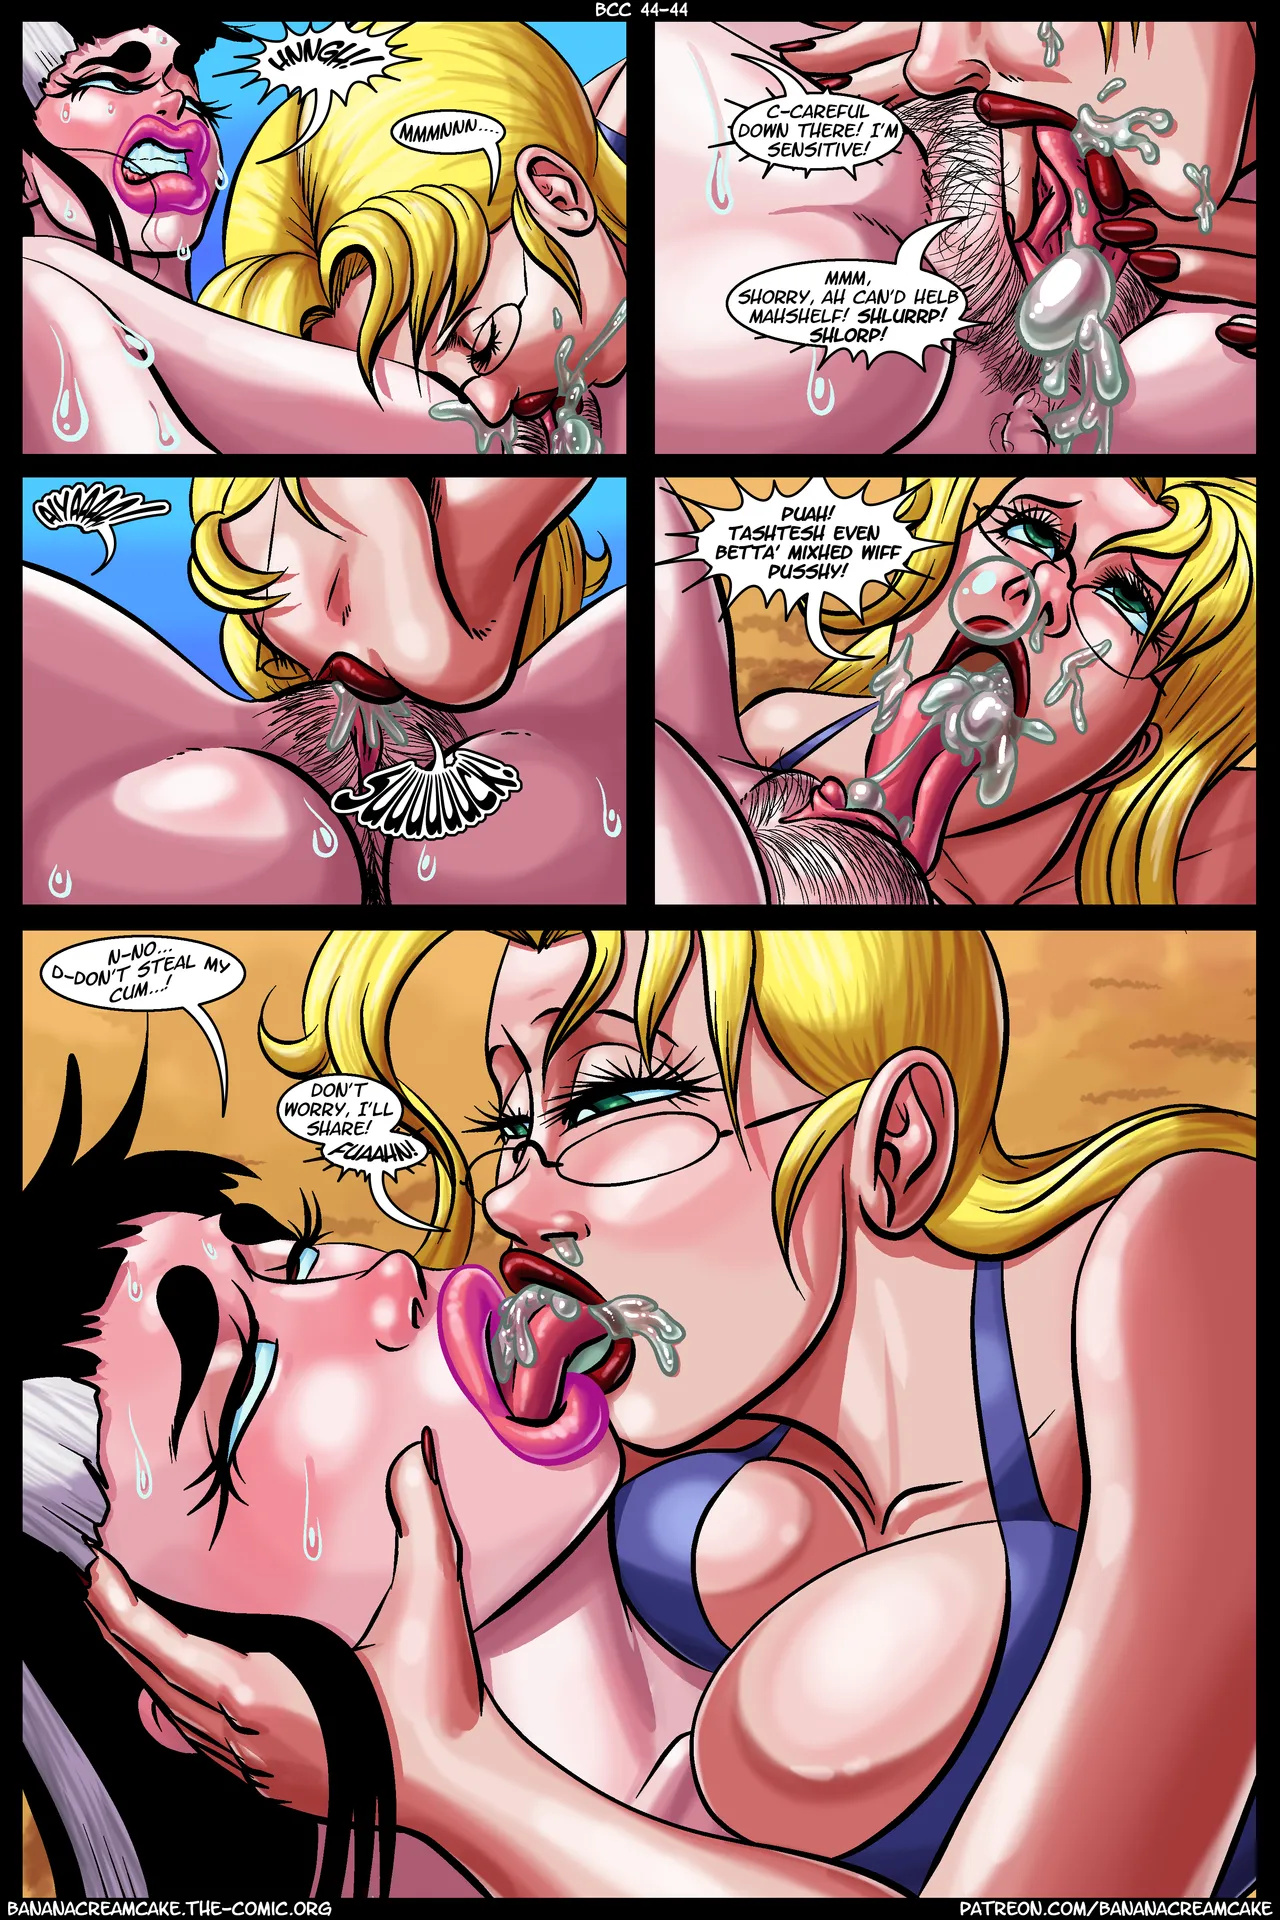 BCC 44-44
HNNGH!!
MMMNNN....
C-CAREFUL
DOWN THERE! I'M
SENSITIVE!
MMM,
SHORRY, AH CAN'D HELB
MAHSHELF! SHLURRP!
SHLORP!
SUUUUUCK!
PUAH!
TASHTESH EVEN
BETTA' MIXHED WIFF
PUSSHY!
N-NO...
D-DON'T STEAL MY
CUM...!
DON'T
WORRY, I'LL
SHARE!
FUAAHN!
BANANACREAMCAKE.THE-COMIC.ORG
PATREON.COM/BANANACREAMCAKE